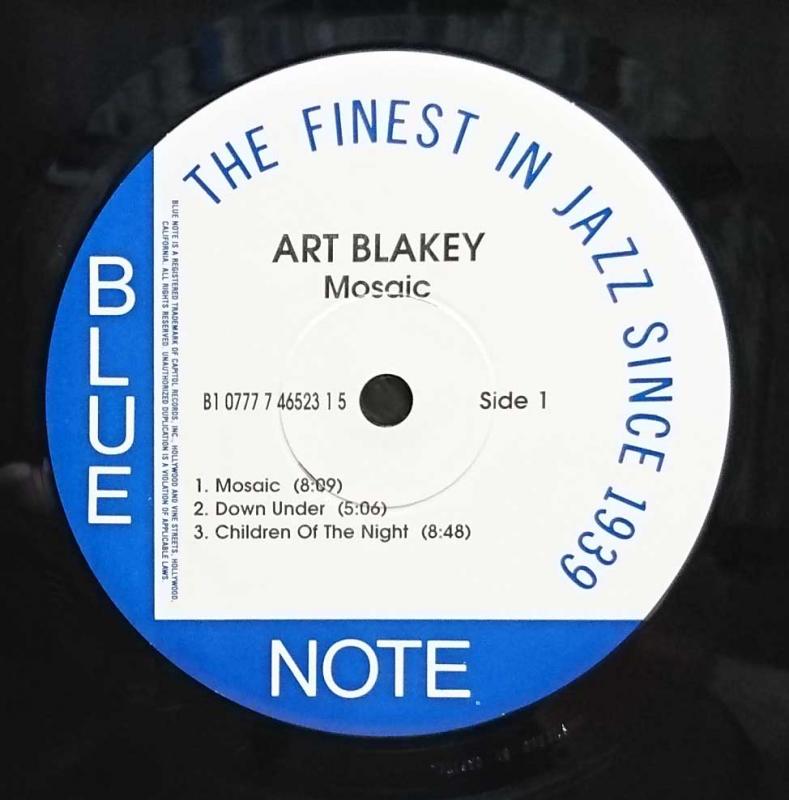 THE FINEST IN JAZZ SINCE 1939
BLUE
BLUE NOTE IS A REGISTERED TRADEMARK OF CAPITOL RECORDS, INC., HOLLYWOOD AND VINE STREETS, HOLLYWOOD,
CALIFORNIA. ALL RIGHTS RESERVED. UNAUTHORIZED DUPLICATION IS A VIOLATION OF APPLICABLE LAWS.
ART BLAKEY
Mosaic
B1 0777 7 46523 1 5
Side 1
1. Mosaic (8:09)
2. Down Under (5:06)
3. Children Of The Night (8:48)
NOTE